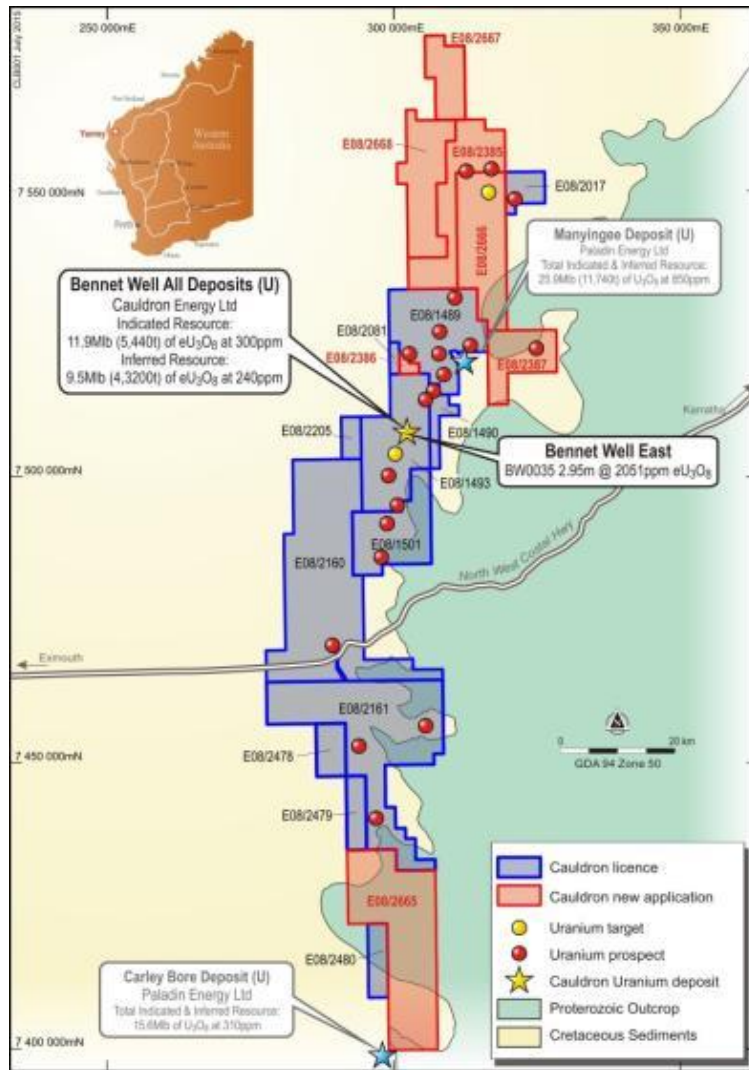 250 000mE
300 000mE
350 000mE
CLB001 July 2015
Yanrey
Western
Australia
Perth
E08/2667
E08/2668
E08/2385
7 550 000mN
E08/2017
E08/2666
Manyingee Deposit (U)
Paladin Energy Ltd
Total Indicated & Inferred Resource:
25.9Mlb (11,740t) of U3O8 at 850ppm
Bennet Well All Deposits (U)
Cauldron Energy Ltd
Indicated Resource:
11.9Mlb (5,440t) of eU3O8 at 300ppm
Inferred Resource:
9.5Mlb (4,3200t) of eU3O8 at 240ppm
E08/1489
E08/2081
E08/2386
E08/2387
Karratha
E08/2205
E08/1490
Bennet Well East
BW0035 2.95m @ 2051ppm eU3O8
7 500 000mN
E08/1493
E08/1501
E08/2160
North West Costal Hwy
Exmouth
E08/2161
N
0 20 km
GDA 94 Zone 50
7 450 000mN
E08/2478
E08/2479
E08/2665
E08/2480
Carley Bore Deposit (U)
Paladin Energy Ltd
Total Indicated & Inferred Resource:
15.6Mlb of U3O8 at 310ppm
7 400 000mN
Cauldron licence
Cauldron new application
Uranium target
Uranium prospect
Cauldron Uranium deposit
Proterozoic Outcrop
Cretaceous Sediments